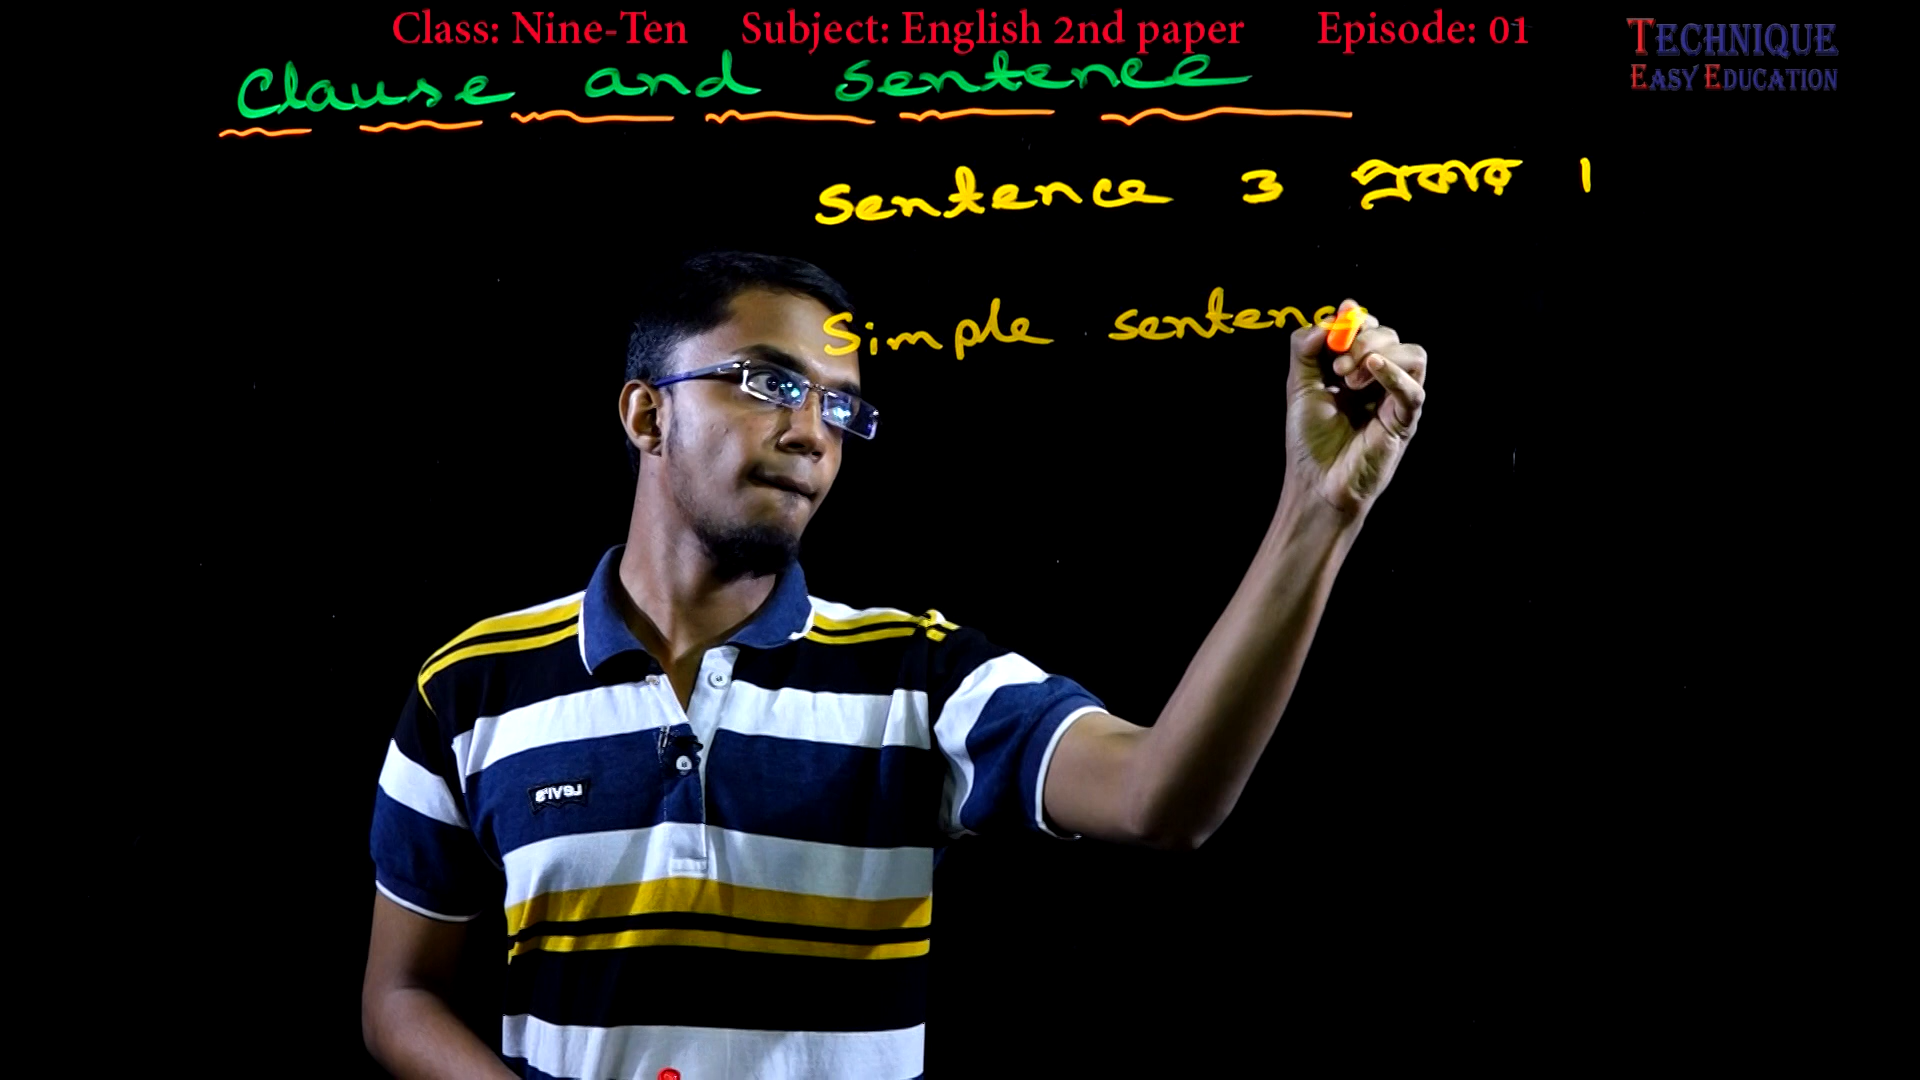 Class: Nine-Ten Subject: English 2nd paper Episode: 01
TECHNIQUE
EASY EDUCATION
Clause and sentence
Sentence 3 প্রকার ।
Simple sentence
LEVI'S